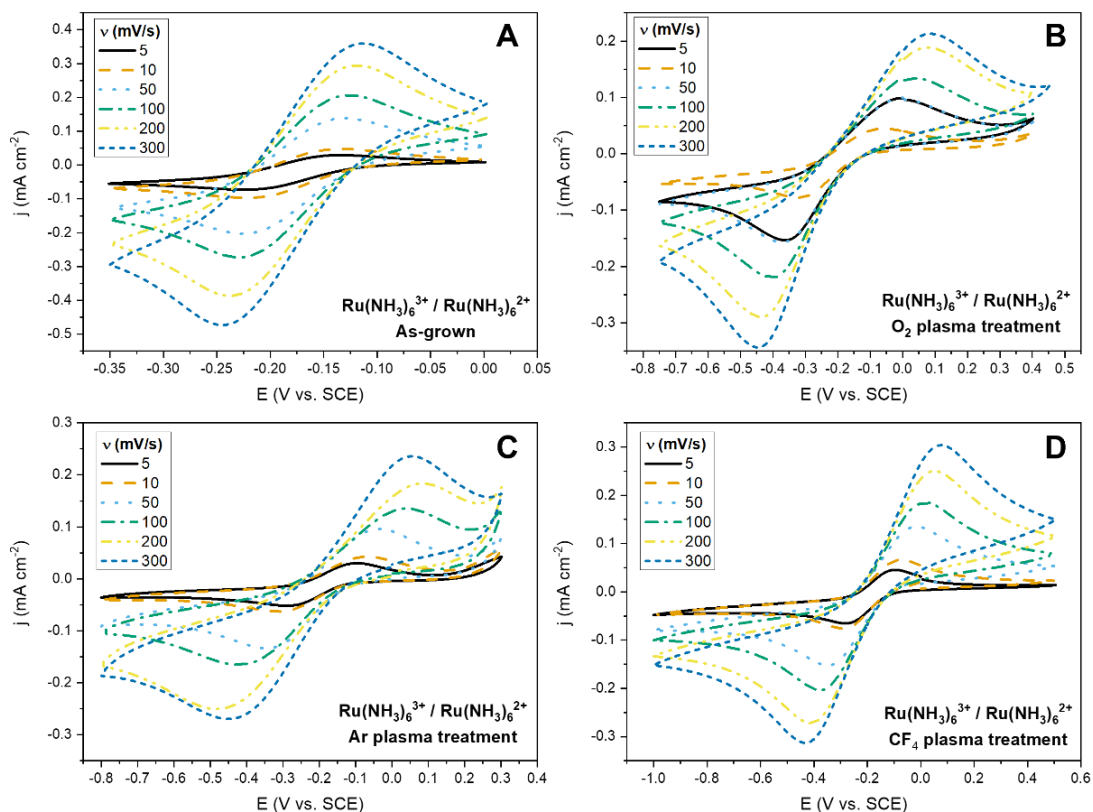 A
ν (mV/s)
5
10
50
100
200
300
0.4
0.3
0.2
0.1
0.0
-0.1
-0.2
-0.3
-0.4
-0.5
j (mA cm⁻²)
Ru(NH₃)₆³⁺ / Ru(NH₃)₆²⁺
As-grown
-0.35 -0.30 -0.25 -0.20 -0.15 -0.10 -0.05 0.00 0.05
E (V vs. SCE)
B
ν (mV/s)
5
10
50
100
200
300
0.2
0.1
0.0
-0.1
-0.2
-0.3
j (mA cm⁻²)
Ru(NH₃)₆³⁺ / Ru(NH₃)₆²⁺
O₂ plasma treatment
-0.8 -0.7 -0.6 -0.5 -0.4 -0.3 -0.2 -0.1 0.0 0.1 0.2 0.3 0.4 0.5
E (V vs. SCE)
C
ν (mV/s)
5
10
50
100
200
300
0.3
0.2
0.1
0.0
-0.1
-0.2
-0.3
j (mA cm⁻²)
Ru(NH₃)₆³⁺ / Ru(NH₃)₆²⁺
Ar plasma treatment
-0.8 -0.7 -0.6 -0.5 -0.4 -0.3 -0.2 -0.1 0.0 0.1 0.2 0.3 0.4
E (V vs. SCE)
D
ν (mV/s)
5
10
50
100
200
300
0.3
0.2
0.1
0.0
-0.1
-0.2
-0.3
j (mA cm⁻²)
Ru(NH₃)₆³⁺ / Ru(NH₃)₆²⁺
CF₄ plasma treatment
-1.0 -0.8 -0.6 -0.4 -0.2 0.0 0.2 0.4 0.6
E (V vs. SCE)